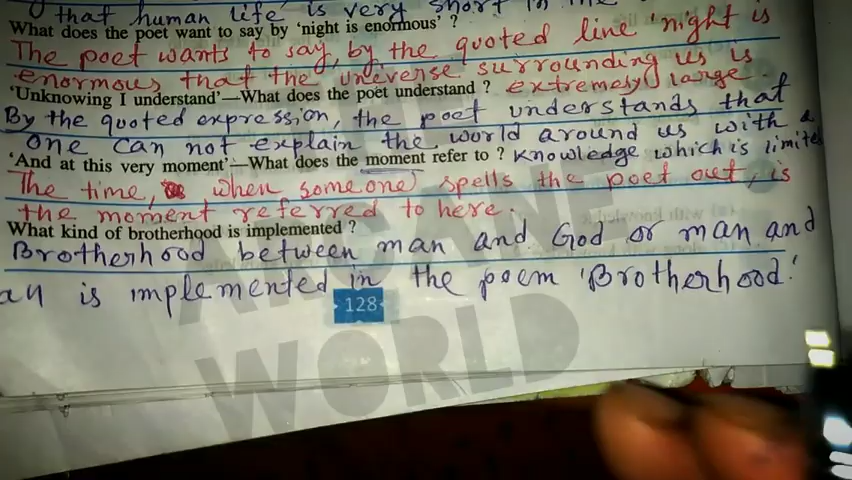 that human life is very short in the
What does the poet want to say by 'night is enormous' ?
The poet wants to say, by the quoted line 'night is
enormous that the universe surrounding us is
extremely large.
'Unknowing I understand'—What does the poet understand ?
By the quoted expression, the poet understands that
one can not explain the world around us with a
'And at this very moment'—What does the moment refer to ? Knowledge which is limited
The time, when someone spells the poet out, is
the moment referred to here.
What kind of brotherhood is implemented ?
Brotherhood between man and God or man and
is implemented in the poem 'Brotherhood.'
128
ARCANE
WORLD